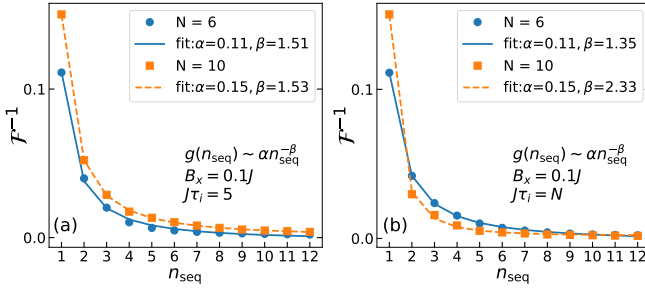 N = 6
fit:α=0.11, β=1.51
N = 10
fit:α=0.15, β=1.53
0.1
ℱ⁻¹
g(n_seq) ~ αn_seq^−β
B_x = 0.1J
Jτ_i = 5
(a)
0.0
1 2 3 4 5 6 7 8 9 10 11 12
n_seq
N = 6
fit:α=0.11, β=1.35
N = 10
fit:α=0.15, β=2.33
0.1
ℱ⁻¹
g(n_seq) ~ αn_seq^−β
B_x = 0.1J
Jτ_i = N
(b)
0.0
1 2 3 4 5 6 7 8 9 10 11 12
n_seq